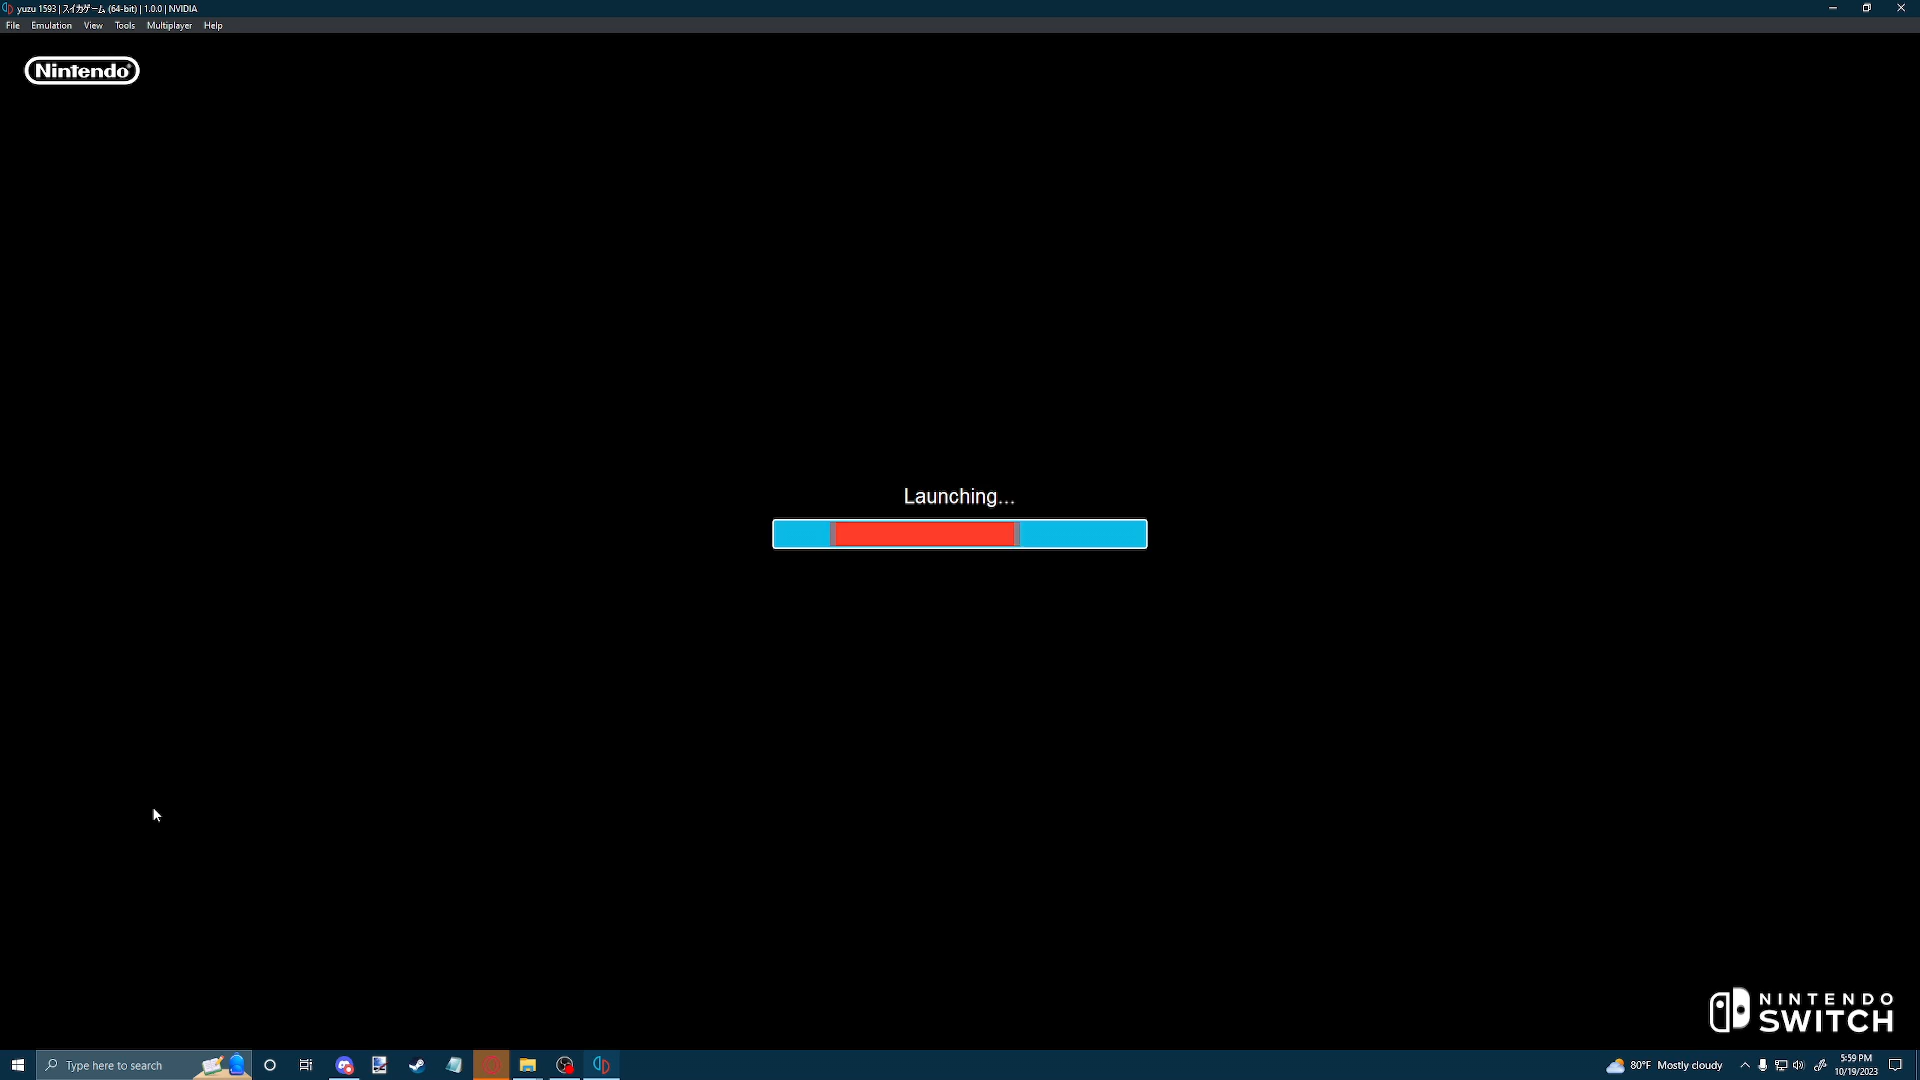 yuzu 1593 | スイカゲーム (64-bit) | 1.0.0 | NVIDIA
File Emulation View Tools Multiplayer Help
Nintendo®
Launching...
NINTENDO
SWITCH
Type here to search
80°F Mostly cloudy
5:59 PM
10/19/2023